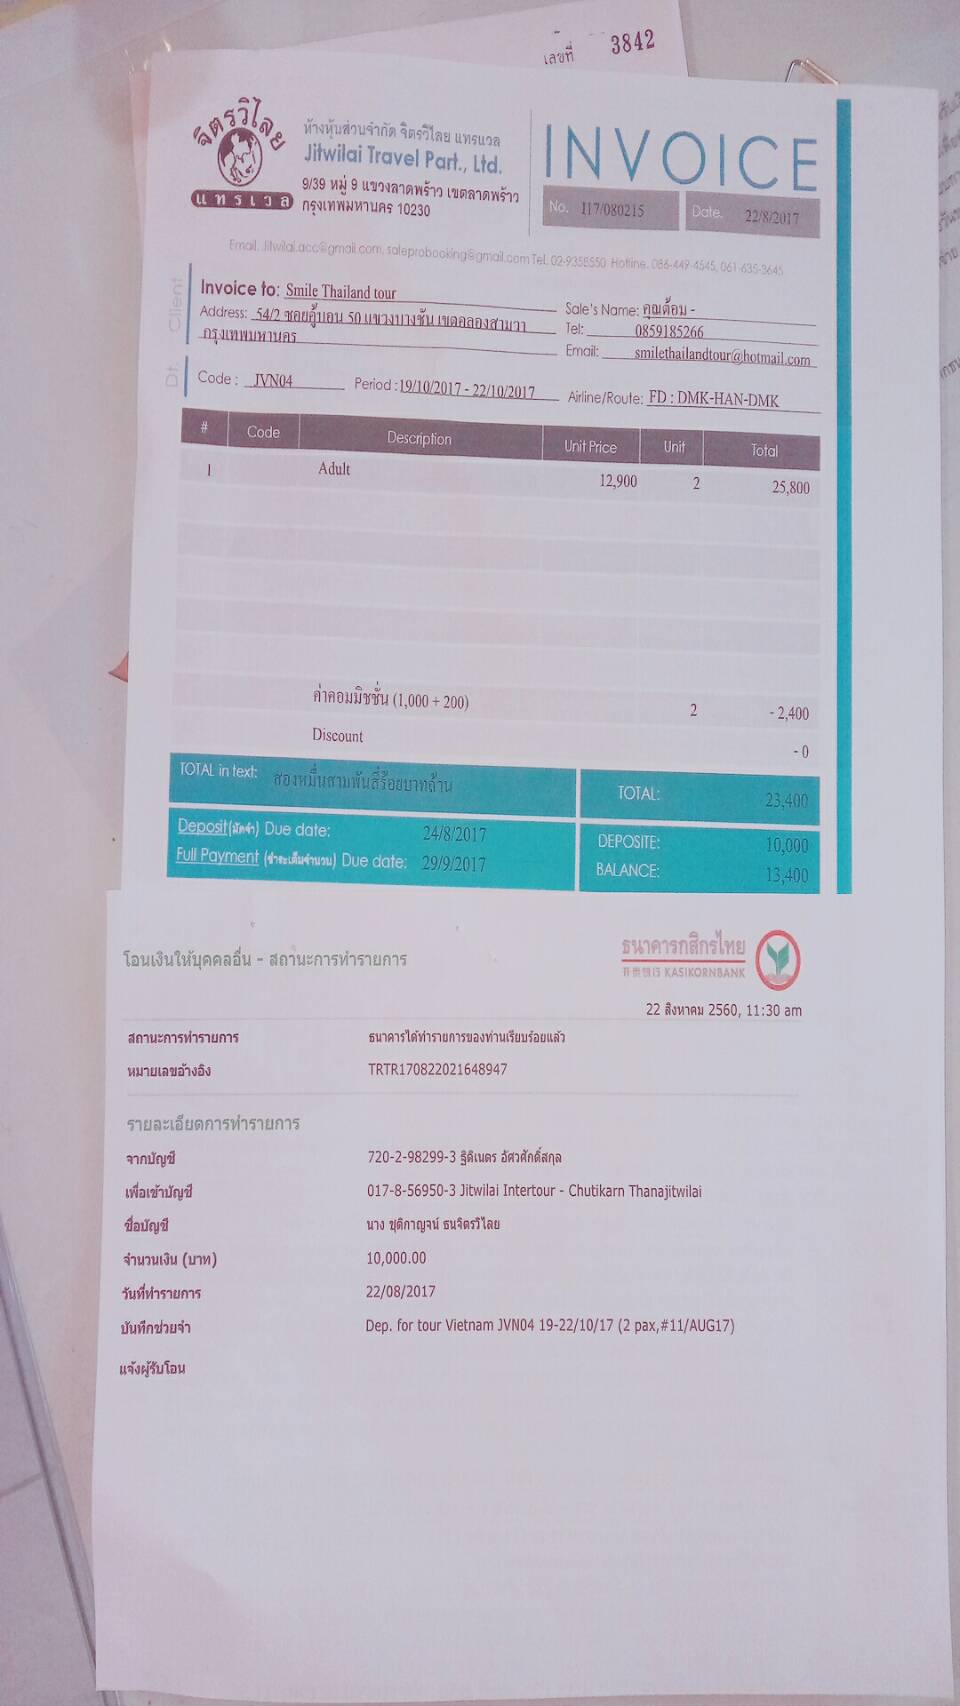 เลขที่ 3842
จิตรวิไลย
แทรเวล
ห้างหุ้นส่วนจำกัด จิตรวิไลย แทรเวล
Jitwilai Travel Part., Ltd.
9/39 หมู่ 9 แขวงลาดพร้าว เขตลาดพร้าว
กรุงเทพมหานคร 10230
INVOICE
No. I17/080215 Date. 22/8/2017
Email. Jitwilai.acc@gmail.com, saleprobooking@gmail.com Tel. 02-9358550 Hotline. 086-449-4545, 061-635-3645
Client
Invoice to: Smile Thailand tour
Address: 54/2 ซอยคู้บอน 50 แขวงบางชัน เขตคลองสามวา
กรุงเทพมหานคร
Sale's Name: คุณต้อม -
Tel: 0859185266
Email: smilethailandtour@hotmail.com
Dt.
Code : JVN04 Period : 19/10/2017 - 22/10/2017 Airline/Route: FD : DMK-HAN-DMK
# Code Description Unit Price Unit Total
1 Adult 12,900 2 25,800
ค่าคอมมิชชั่น (1,000 + 200) 2 - 2,400
Discount - 0
TOTAL in text: สองหมื่นสามพันสี่ร้อยบาทถ้วน
TOTAL: 23,400
Deposit(มัดจำ) Due date: 24/8/2017
DEPOSITE: 10,000
Full Payment (ชำระเต็มจำนวน) Due date: 29/9/2017
BALANCE: 13,400
โอนเงินให้บุคคลอื่น - สถานะการทำรายการ
ธนาคารกสิกรไทย
开泰银行 KASIKORNBANK
22 สิงหาคม 2560, 11:30 am
สถานะการทำรายการ ธนาคารได้ทำรายการของท่านเรียบร้อยแล้ว
หมายเลขอ้างอิง TRTR170822021648947
รายละเอียดการทำรายการ
จากบัญชี 720-2-98299-3 ฐิติเนตร อัศวศักดิ์สกุล
เพื่อเข้าบัญชี 017-8-56950-3 Jitwilai Intertour - Chutikarn Thanajitwilai
ชื่อบัญชี นาง ชุติกาญจน์ ธนจิตรวิไลย
จำนวนเงิน (บาท) 10,000.00
วันที่ทำรายการ 22/08/2017
บันทึกช่วยจำ Dep. for tour Vietnam JVN04 19-22/10/17 (2 pax,#11/AUG17)
แจ้งผู้รับโอน